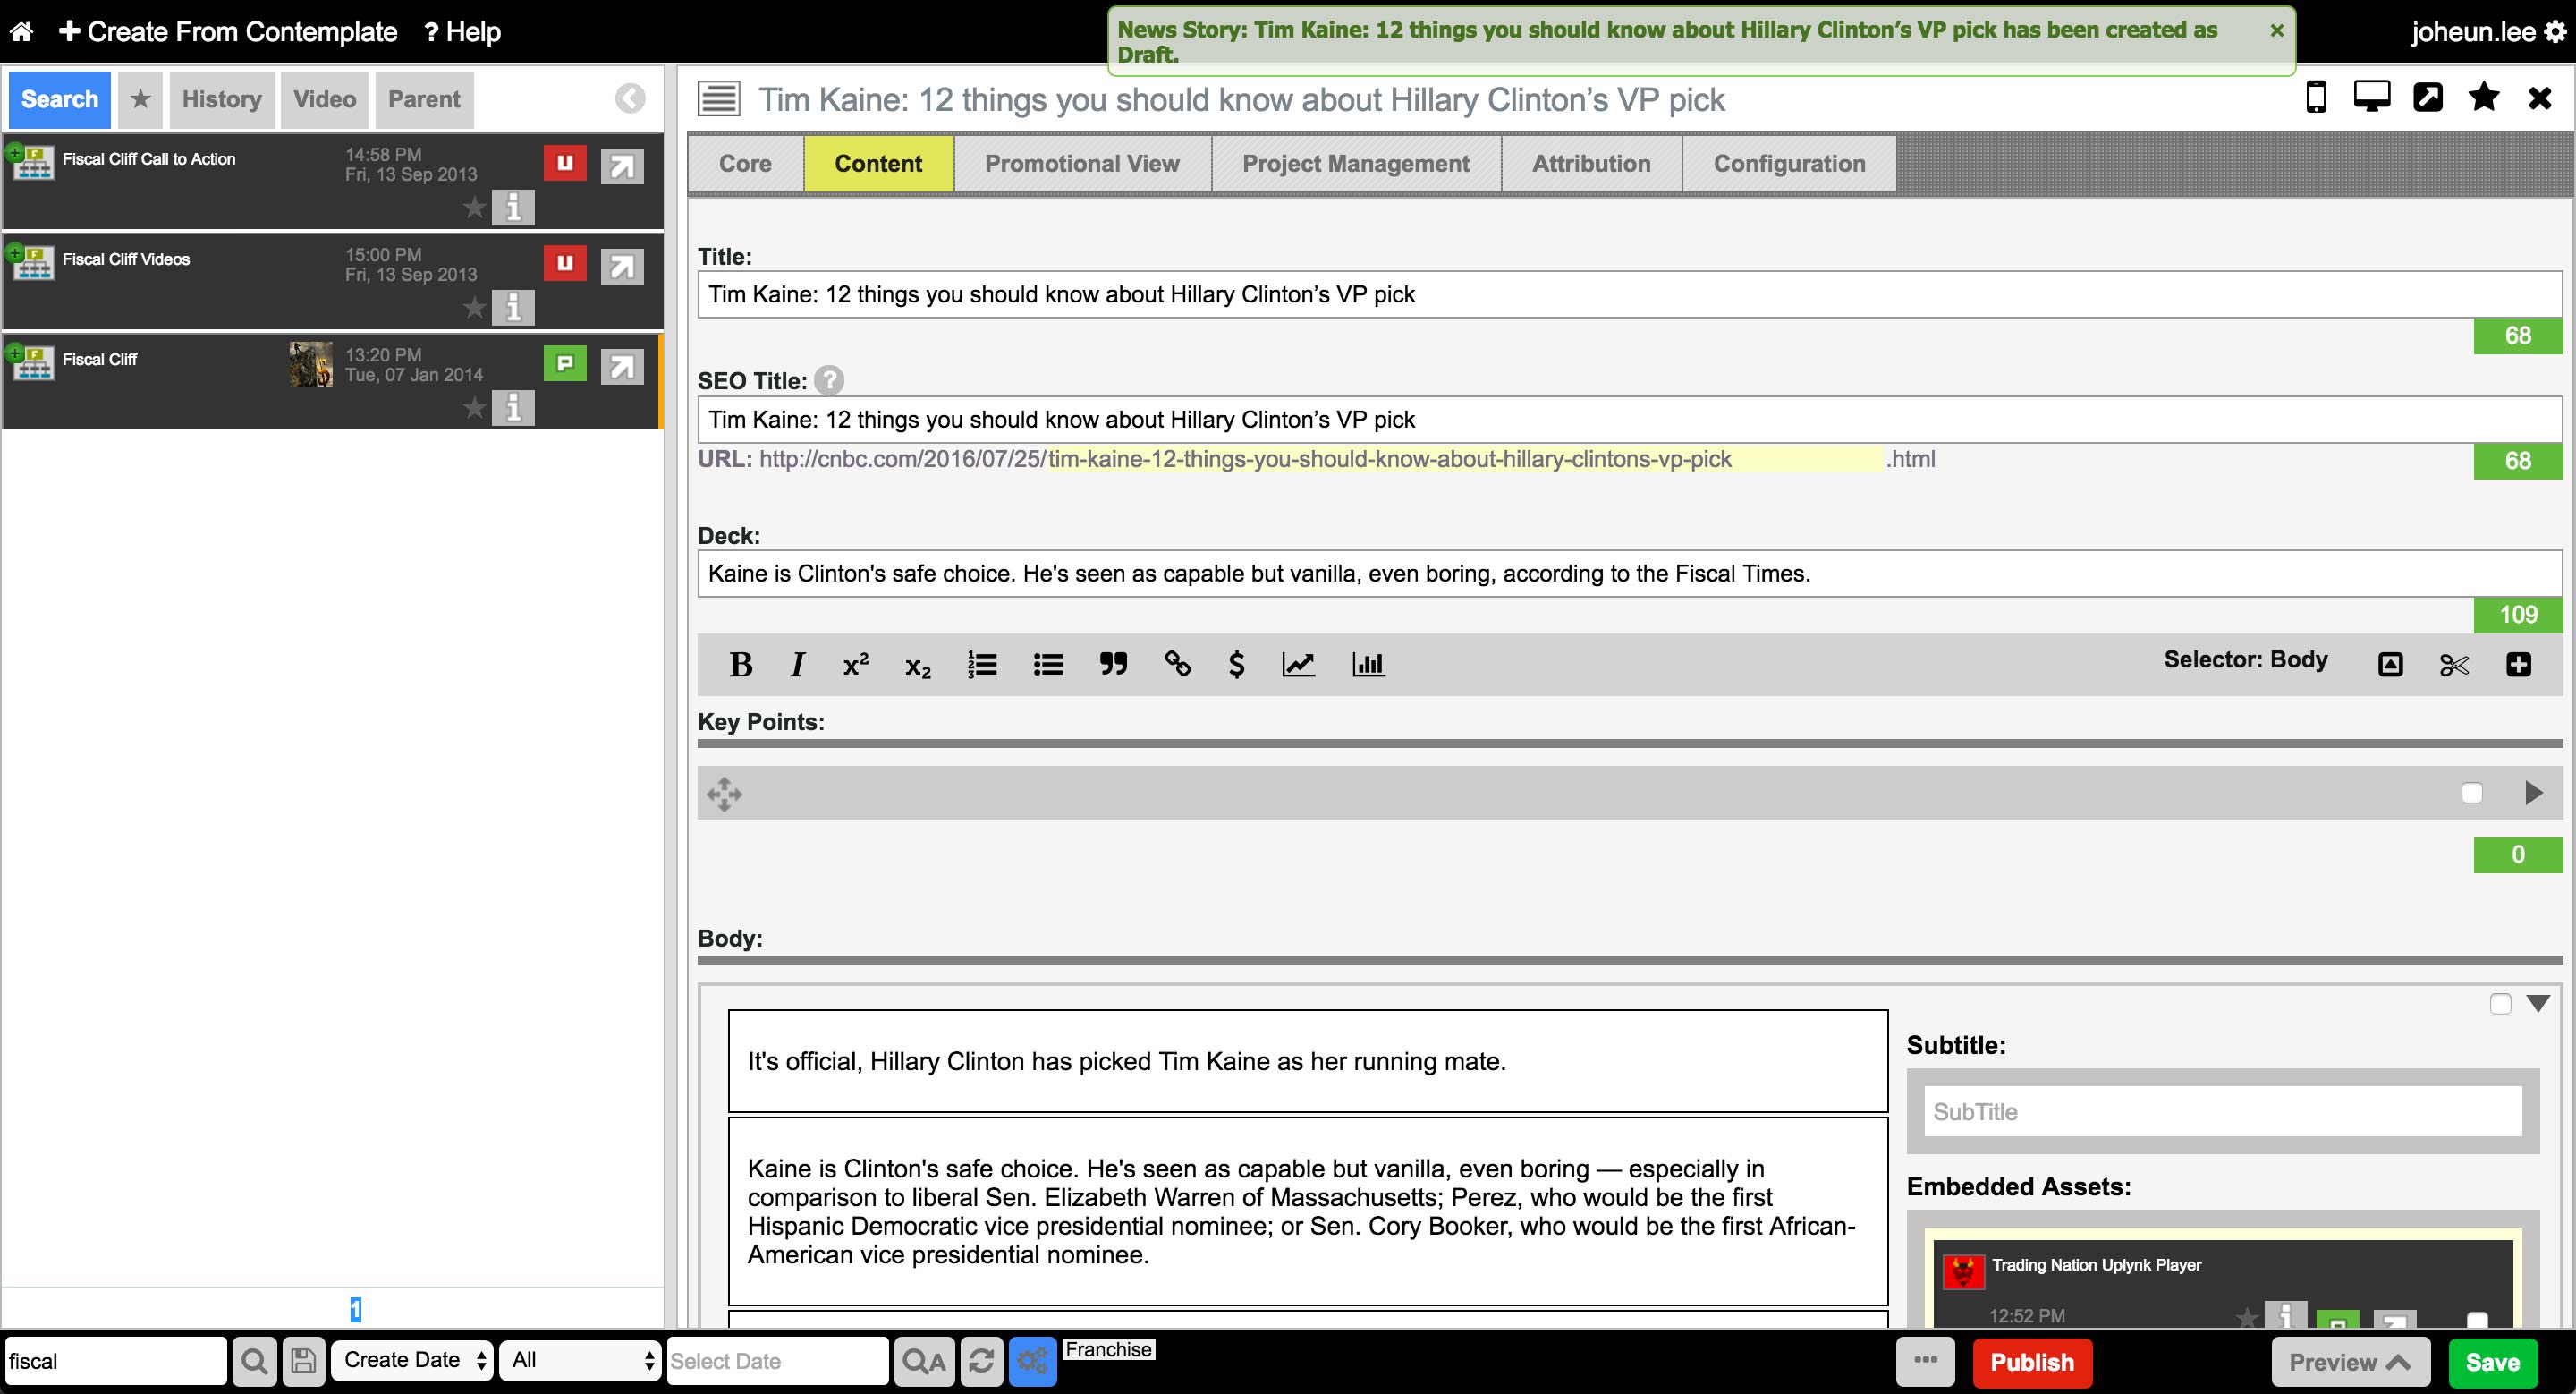 Create From Contemplate
? Help
News Story: Tim Kaine: 12 things you should know about Hillary Clinton’s VP pick has been created as
Draft.
×
joheun.lee
Search
History
Video
Parent
Tim Kaine: 12 things you should know about Hillary Clinton’s VP pick
Fiscal Cliff Call to Action
14:58 PM
Fri, 13 Sep 2013
U
i
Fiscal Cliff Videos
15:00 PM
Fri, 13 Sep 2013
U
i
Fiscal Cliff
13:20 PM
Tue, 07 Jan 2014
P
i
1
Core
Content
Promotional View
Project Management
Attribution
Configuration
Title:
Tim Kaine: 12 things you should know about Hillary Clinton’s VP pick
68
SEO Title: ?
Tim Kaine: 12 things you should know about Hillary Clinton’s VP pick
URL: http://cnbc.com/2016/07/25/tim-kaine-12-things-you-should-know-about-hillary-clintons-vp-pick .html
68
Deck:
Kaine is Clinton's safe choice. He's seen as capable but vanilla, even boring, according to the Fiscal Times.
109
B I x² x₂ $
Selector: Body
Key Points:
0
Body:
It's official, Hillary Clinton has picked Tim Kaine as her running mate.
Kaine is Clinton's safe choice. He's seen as capable but vanilla, even boring — especially in
comparison to liberal Sen. Elizabeth Warren of Massachusetts; Perez, who would be the first
Hispanic Democratic vice presidential nominee; or Sen. Cory Booker, who would be the first African-
American vice presidential nominee.
Subtitle:
SubTitle
Embedded Assets:
Trading Nation Uplynk Player
12:52 PM
i
P
fiscal
Create Date
All
Select Date
A
Franchise
...
Publish
Preview
Save